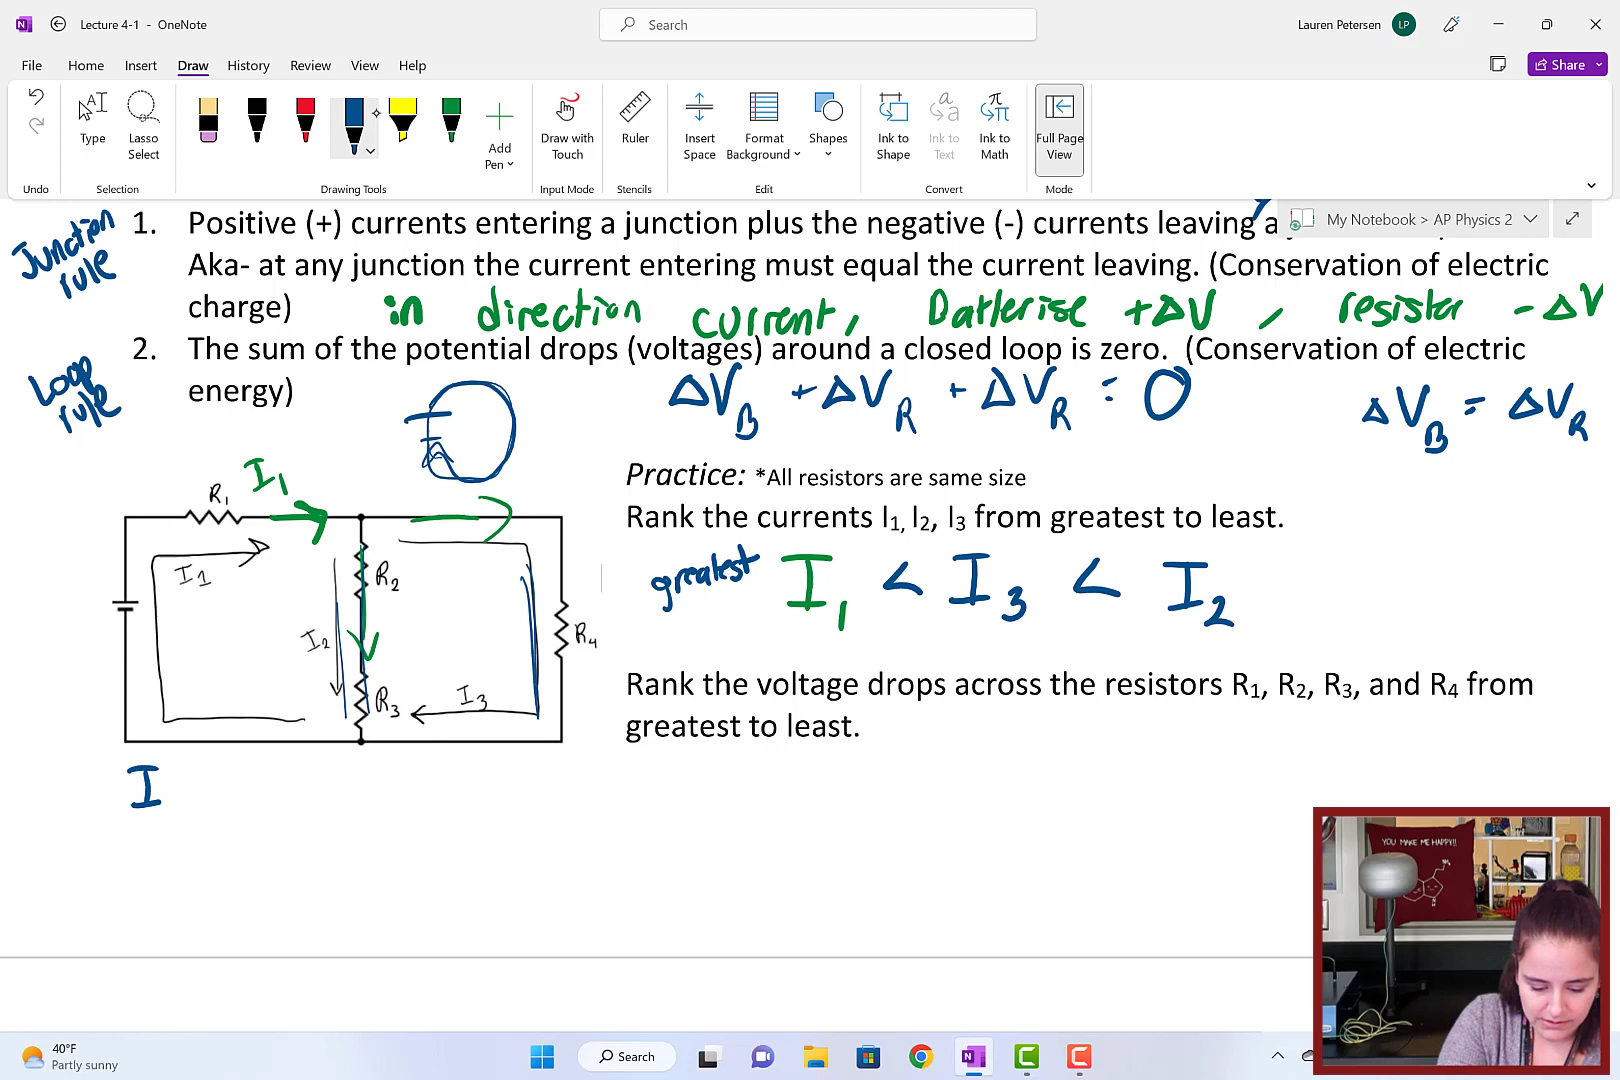 Lecture 4-1 - OneNote
Search
Lauren Petersen
LP
File Home Insert Draw History Review View Help
Share
Type
Lasso Select
Add Pen
Draw with Touch
Ruler
Insert Space
Format Background
Shapes
Ink to Shape
Ink to Text
Ink to Math
Full Page View
Undo Selection Drawing Tools Input Mode Stencils Edit Convert Mode
My Notebook > AP Physics 2
Junction rule
1. Positive (+) currents entering a junction plus the negative (-) currents leaving a
Aka- at any junction the current entering must equal the current leaving. (Conservation of electric
charge)
in direction current, Batteries +ΔV, resistor -ΔV
Loop rule
2. The sum of the potential drops (voltages) around a closed loop is zero. (Conservation of electric
energy)
ΔV_B + ΔV_R + ΔV_R = 0
ΔV_B = ΔV_R
I₁
R₁
I₁
R₂
I₂
R₄
R₃
I₃
I
Practice: *All resistors are same size
Rank the currents I₁, I₂, I₃ from greatest to least.
greatest I₁ < I₃ < I₂
Rank the voltage drops across the resistors R₁, R₂, R₃, and R₄ from
greatest to least.
YOU MAKE ME HAPPY!!
40°F
Partly sunny
Search